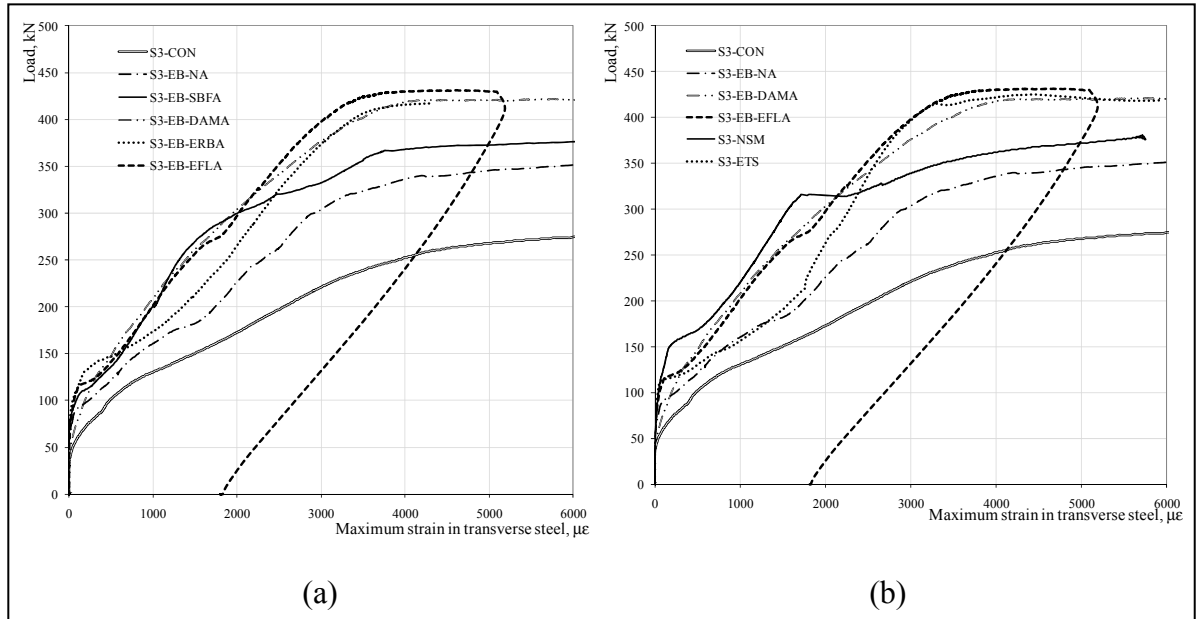 Load, kN
500
450
400
350
300
250
200
150
100
50
0
S3-CON
S3-EB-NA
S3-EB-SBFA
S3-EB-DAMA
S3-EB-ERBA
S3-EB-EFLA
0 1000 2000 3000 4000 5000 6000
Maximum strain in transverse steel, με
(a)
Load, kN
500
450
400
350
300
250
200
150
100
50
0
S3-CON
S3-EB-NA
S3-EB-DAMA
S3-EB-EFLA
S3-NSM
S3-ETS
0 1000 2000 3000 4000 5000 6000
Maximum strain in transverse steel, με
(b)